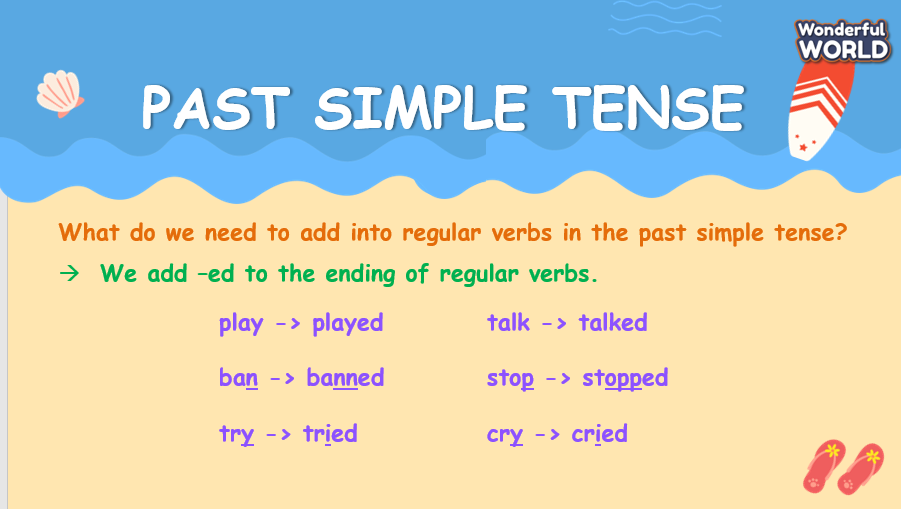 Wonderful
WORLD
PAST SIMPLE TENSE
What do we need to add into regular verbs in the past simple tense?
→ We add –ed to the ending of regular verbs.
play -> played talk -> talked
ban -> banned stop -> stopped
try -> tried cry -> cried